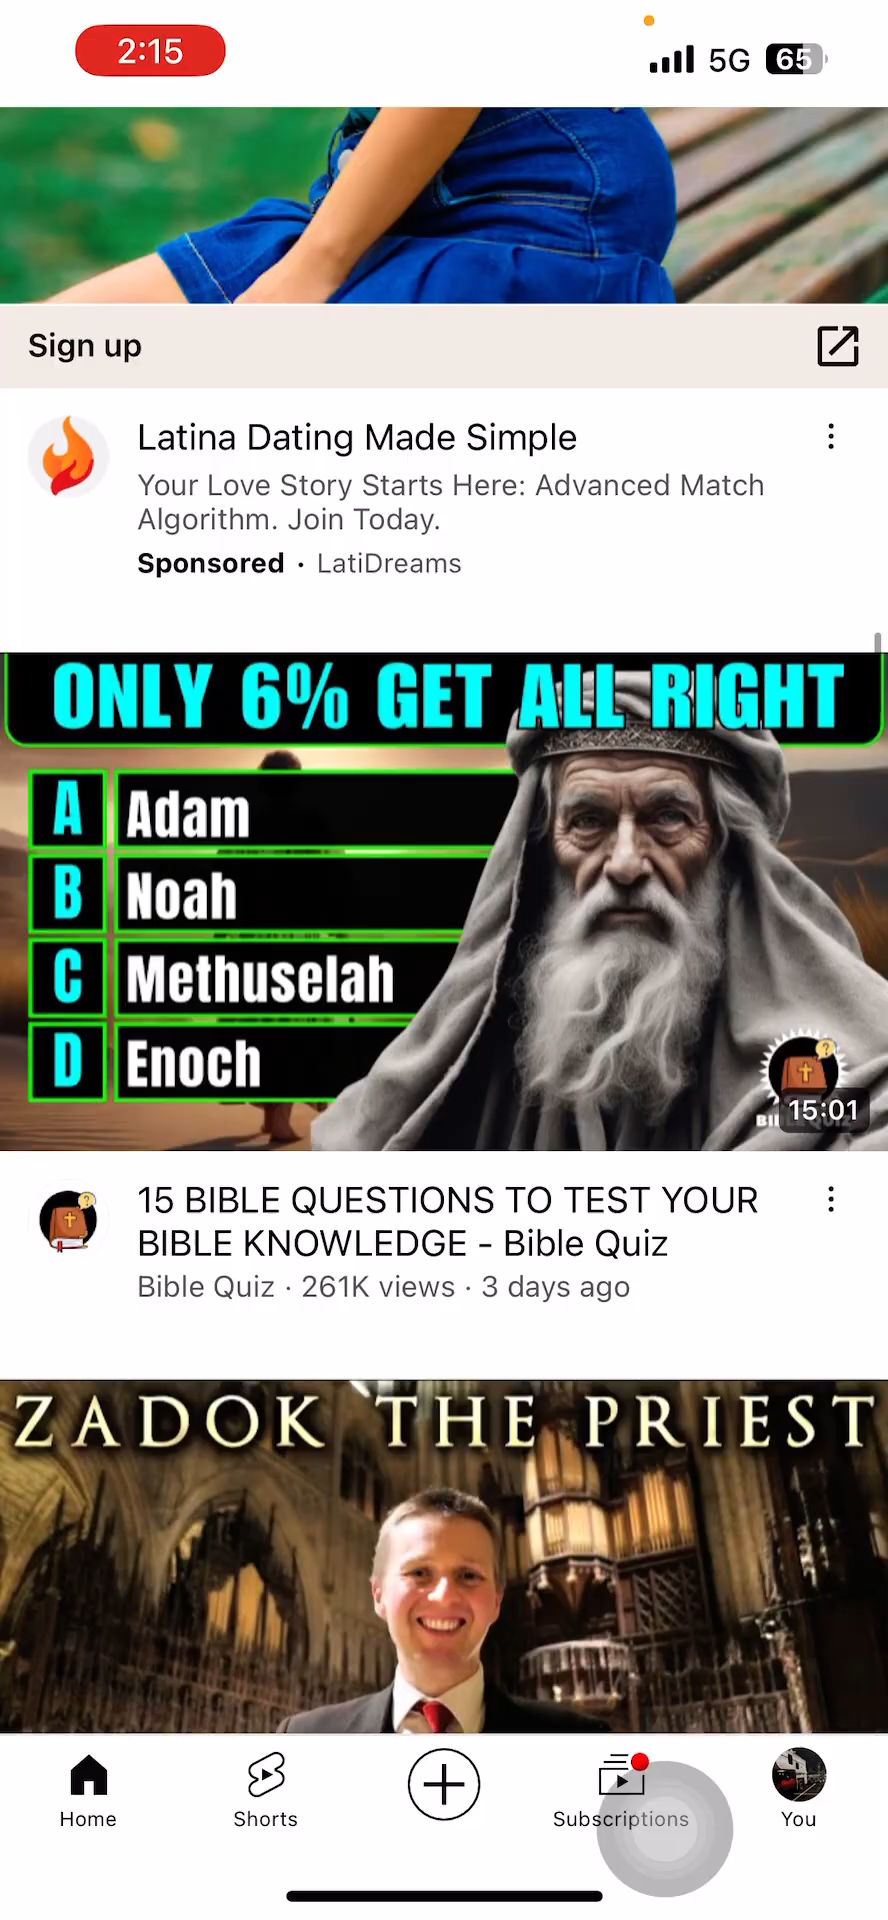 2:15
5G 65
Sign up
Latina Dating Made Simple
Your Love Story Starts Here: Advanced Match
Algorithm. Join Today.
Sponsored · LatiDreams
ONLY 6% GET ALL RIGHT
A Adam
B Noah
C Methuselah
D Enoch
15:01
15 BIBLE QUESTIONS TO TEST YOUR
BIBLE KNOWLEDGE - Bible Quiz
Bible Quiz · 261K views · 3 days ago
ZADOK THE PRIEST
Home
Shorts
Subscriptions
You